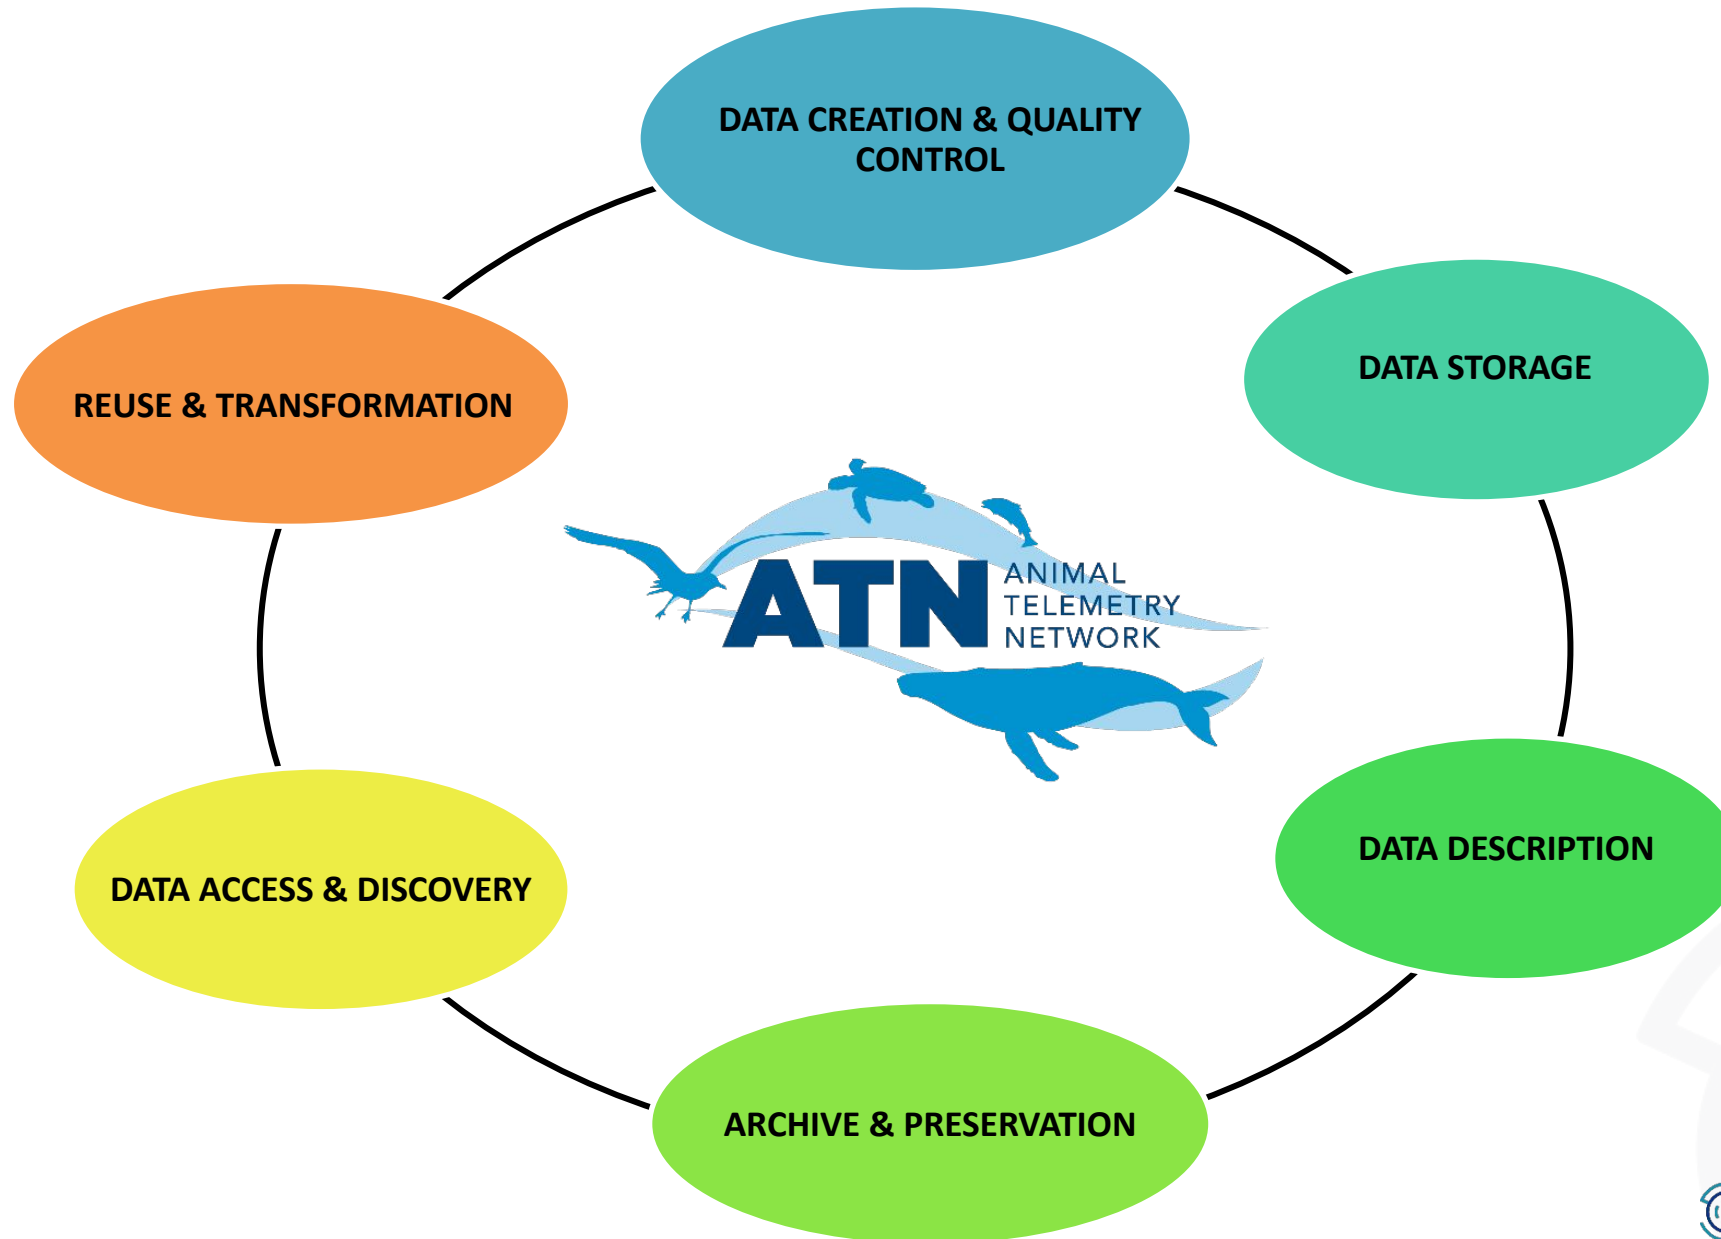 DATA CREATION & QUALITY
CONTROL
DATA STORAGE
REUSE & TRANSFORMATION
ATN
ANIMAL
TELEMETRY
NETWORK
DATA DESCRIPTION
DATA ACCESS & DISCOVERY
ARCHIVE & PRESERVATION